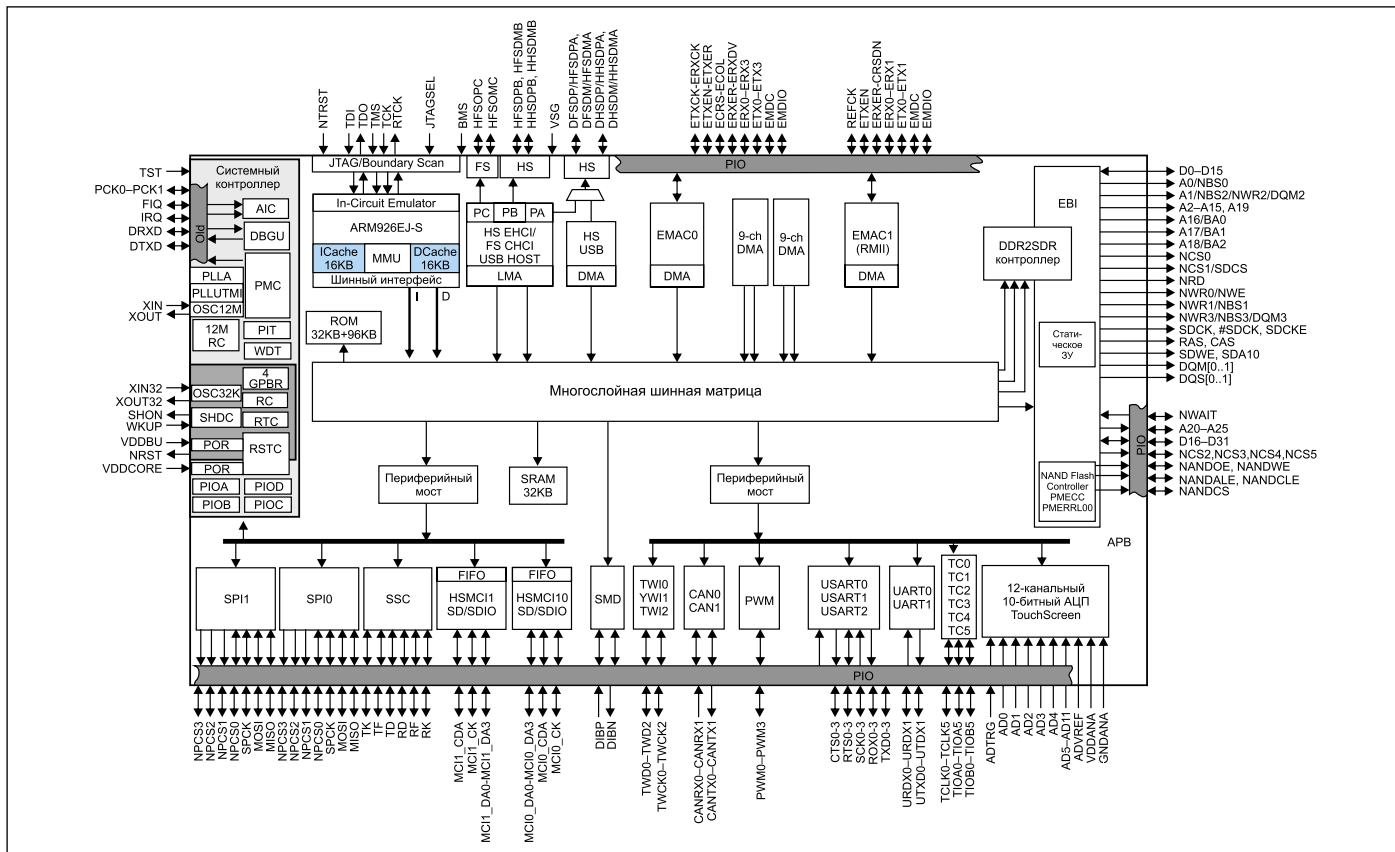 NTRST
TDI
TDO
TMS
TCK
RTCK
JTAGSEL
BMS
HFSOPC
HFSOMC
HFSDPB, HFSDMB
HHSDPB, HHSDMB
VSG
DFSDP/HFSDPA,
DFSDM/HFSDMA
DHSDP/HHSDPA,
DHSDM/HHSDMA
ETXCK-ERXCK
ETXEN-ETXER
ECRS-ECOL
ERXER-ERXDV
ERX0–ERX3
ETX0–ETX3
EMDC
EMDIO
REFCK
ETXEN
ERXER-CRSDN
ERX0–ERX1
ETX0–ETX1
EMDC
EMDIO
TST
PCK0–PCK1
FIQ
IRQ
DRXD
DTXD
XIN
XOUT
XIN32
XOUT32
SHON
WKUP
VDDBU
NRST
VDDCORE
Системный
контроллер
PIO
AIC
DBGU
PLLA
PLLUTMI
OSC12M
PMC
12M
RC
PIT
WDT
4
GPBR
OSC32K
RC
SHDC
RTC
POR
RSTC
POR
PIOA
PIOD
PIOB
PIOC
JTAG/Boundary Scan
In-Circuit Emulator
ARM926EJ-S
ICache
16KB
MMU
DCache
16KB
Шинный интерфейс
I
D
ROM
32KB+96KB
FS
HS
HS
PC
PB
PA
HS EHCI/
FS CHCI
USB HOST
LMA
HS
USB
DMA
PIO
EMAC0
DMA
9-ch
DMA
9-ch
DMA
EMAC1
(RMII)
DMA
EBI
DDR2SDR
контроллер
Стати-
ческое
ЗУ
NAND Flash
Controller
PMECC
PMERRL00
D0–D15
A0/NBS0
A1/NBS2/NWR2/DQM2
A2–A15, A19
A16/BA0
A17/BA1
A18/BA2
NCS0
NCS1/SDCS
NRD
NWR0/NWE
NWR1/NBS1
NWR3/NBS3/DQM3
SDCK, #SDCK, SDCKE
RAS, CAS
SDWE, SDA10
DQM[0..1]
DQS[0..1]
PIO
NWAIT
A20–A25
D16–D31
NCS2,NCS3,NCS4,NCS5
NANDOE, NANDWE
NANDALE, NANDCLE
NANDCS
Многослойная шинная матрица
Периферийный
мост
SRAM
32KB
Периферийный
мост
APB
SPI1
SPI0
SSC
FIFO
HSMCI1
SD/SDIO
FIFO
HSMCI10
SD/SDIO
SMD
TWI0
YWI1
TWI2
CAN0
CAN1
PWM
USART0
USART1
USART2
UART0
UART1
TC0
TC1
TC2
TC3
TC4
TC5
12-канальный
10-битный АЦП
TouchScreen
PIO
NPCS3
NPCS2
NPCS1
NPCS0
SPCK
MOSI
MISO
NPCS3
NPCS2
NPCS1
NPCS0
SPCK
MOSI
MISO
TK
TF
TD
RD
RF
RK
MCI1_CDA
MCI1_CK
MCI1_DA0-MCI1_DA3
MCI0_DA0-MCI0_DA3
MCI0_CDA
MCI0_CK
DIBP
DIBN
TWD0–TWD2
TWCK0–TWCK2
CANRX0–CANRX1
CANTX0–CANTX1
PWM0–PWM3
CTS0-3
RTS0-3
SCK0-3
ROX0-3
TXD0-3
URDX0–URDX1
UTXD0–UTDX1
TCLK0–TCLK5
TIOA0–TIOA5
TIOB0–TIOB5
ADTRG
AD0
AD1
AD2
AD3
AD4
AD5–AD11
ADVREF
VDDANA
GNDANA